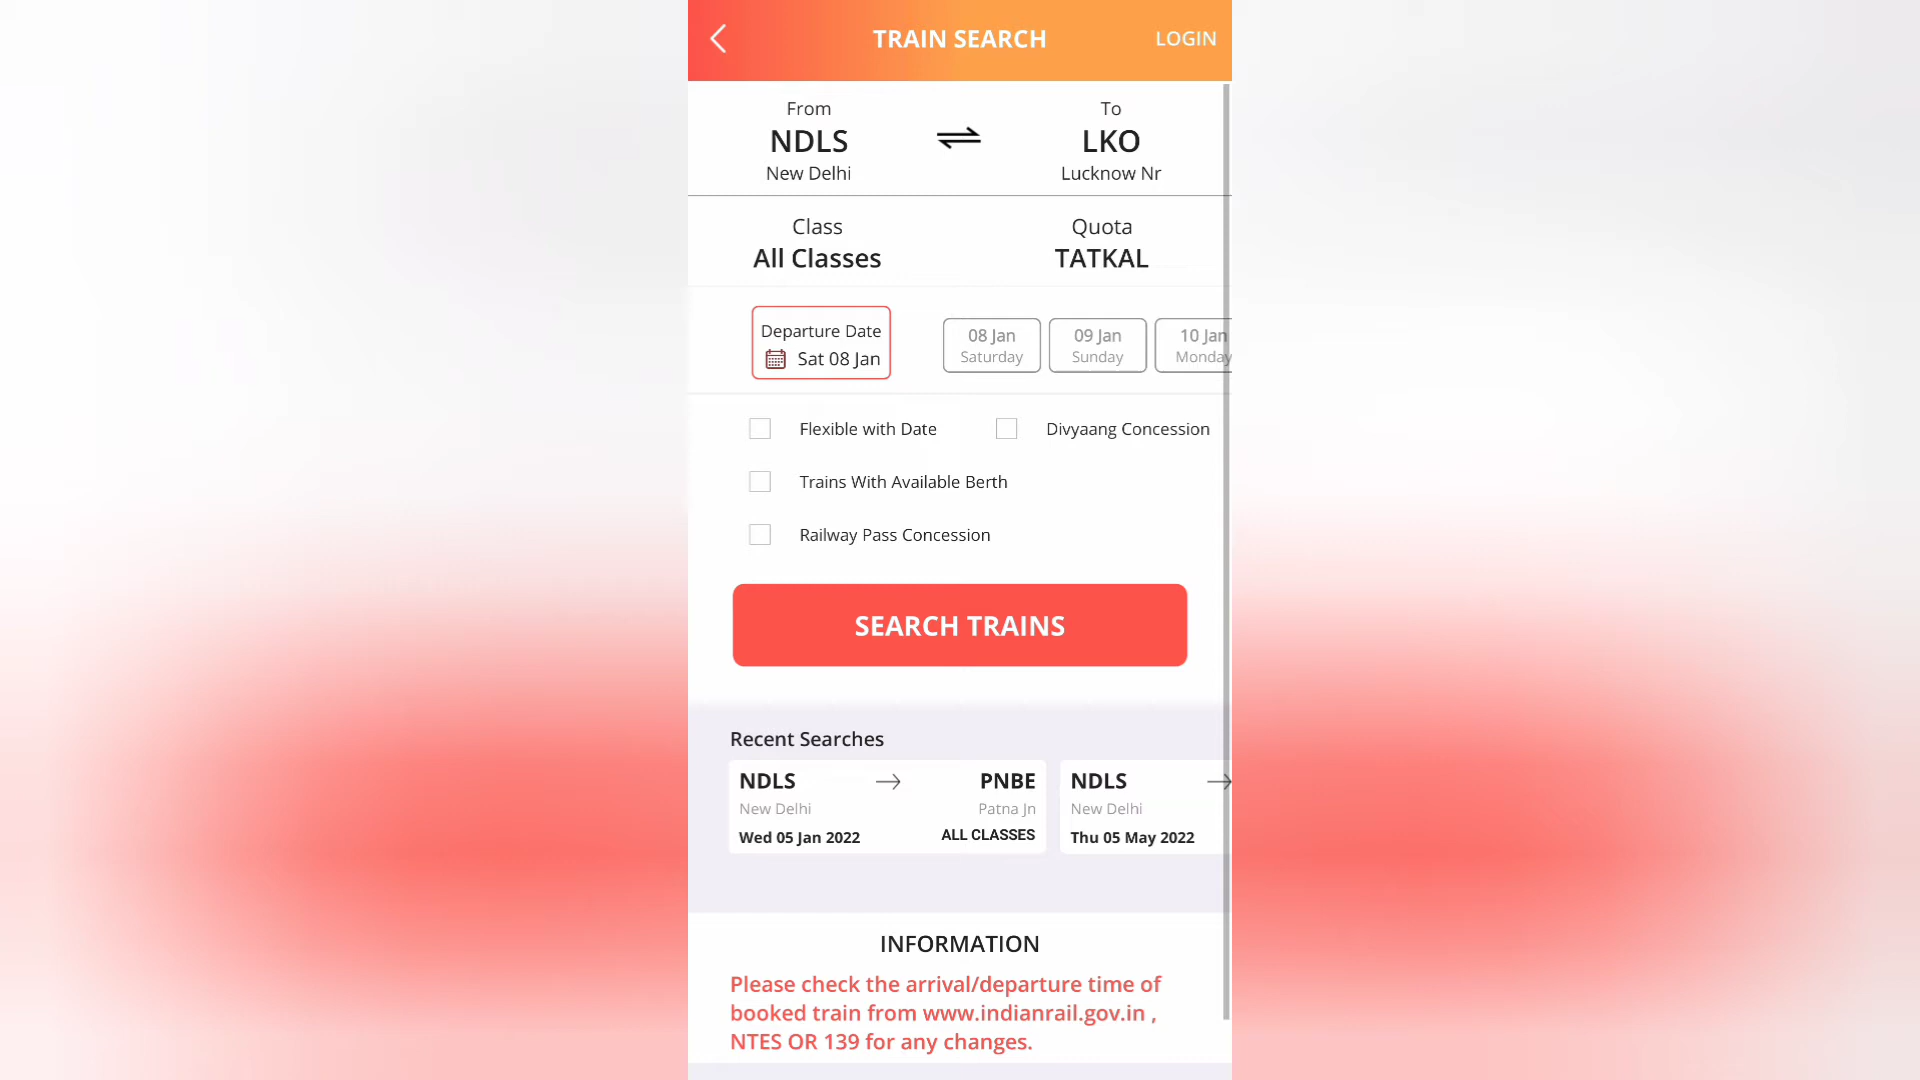 TRAIN SEARCH LOGIN
From To
NDLS LKO
New Delhi Lucknow Nr
Class Quota
All Classes TATKAL
Departure Date
Sat 08 Jan
08 Jan 09 Jan 10 Jan
Saturday Sunday Monday
Flexible with Date Divyaang Concession
Trains With Available Berth
Railway Pass Concession
SEARCH TRAINS
Recent Searches
NDLS PNBE NDLS
New Delhi Patna Jn New Delhi
Wed 05 Jan 2022 ALL CLASSES Thu 05 May 2022
INFORMATION
Please check the arrival/departure time of
booked train from www.indianrail.gov.in ,
NTES OR 139 for any changes.